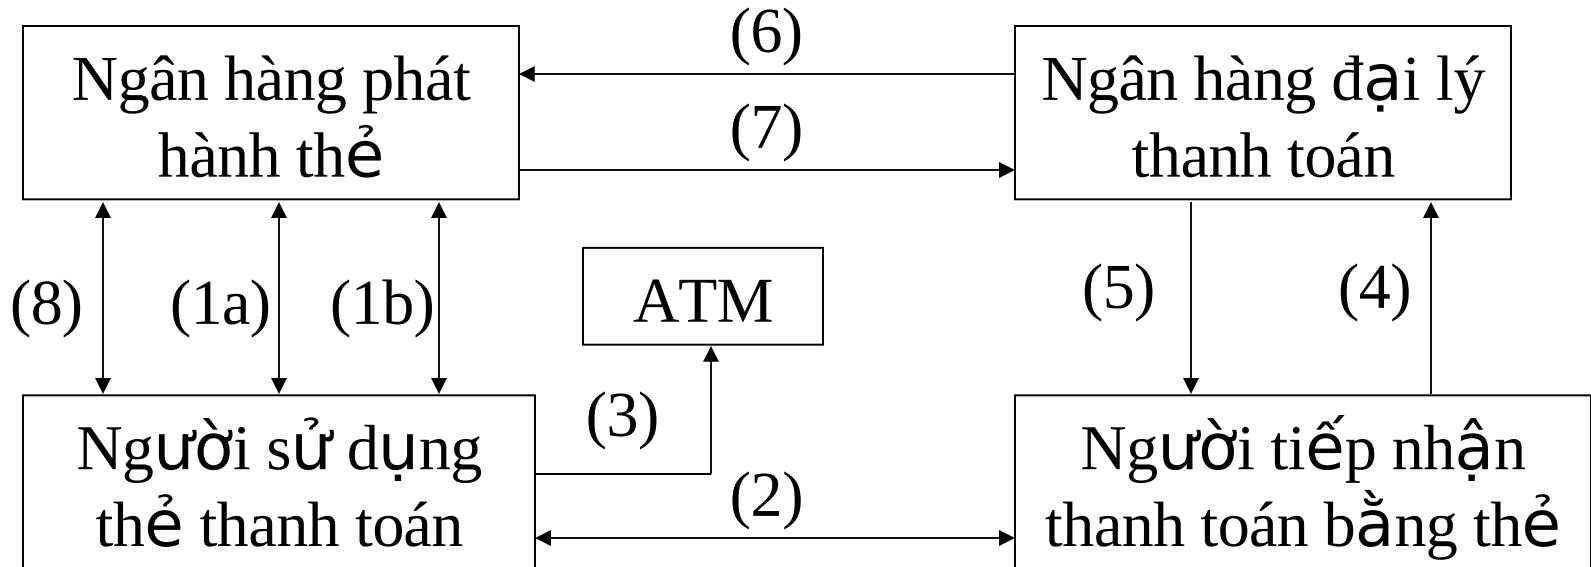 (6)
Ngân hàng phát
hành thẻ
Ngân hàng đại lý
thanh toán
(7)
(8)
(1a)
(1b)
ATM
(5)
(4)
(3)
(2)
Người sử dụng
thẻ thanh toán
Người tiếp nhận
thanh toán bằng thẻ